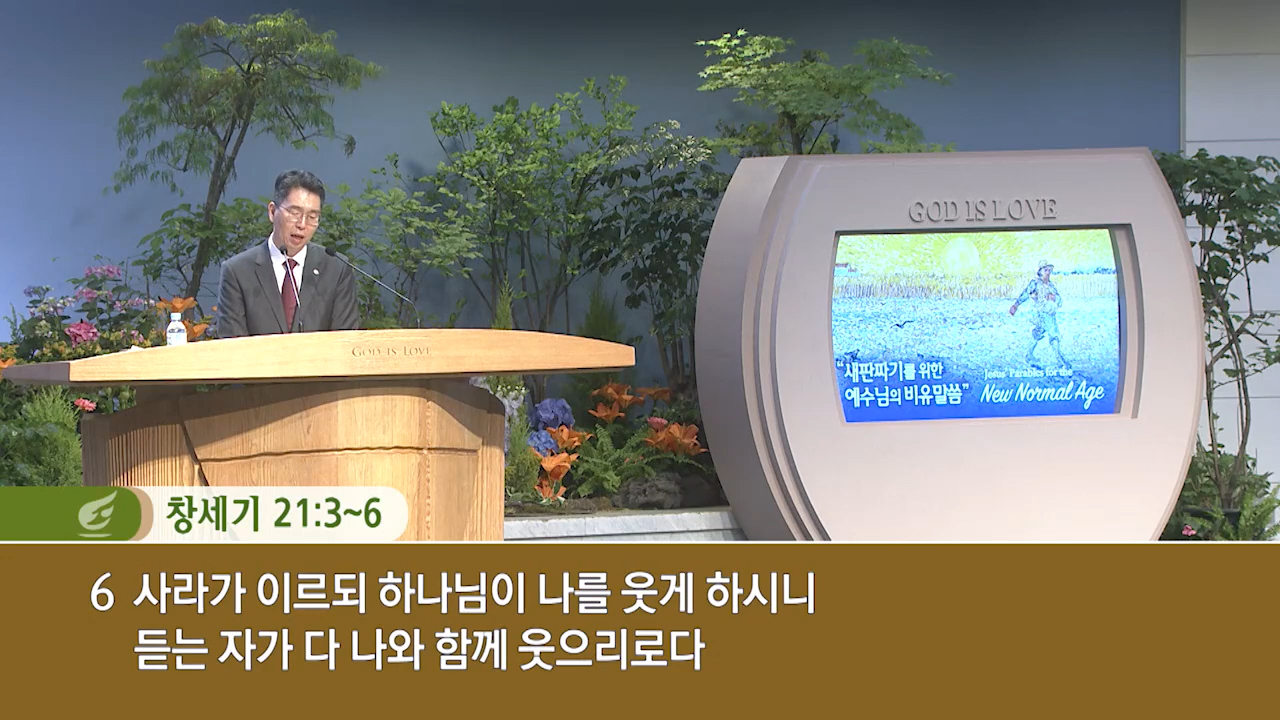 GOD IS LOVE
"새판짜기를 위한
예수님의 비유말씀"
Jesus' Parables for the
New Normal Age
GOD IS LOVE
창세기 21:3~6
6 사라가 이르되 하나님이 나를 웃게 하시니
듣는 자가 다 나와 함께 웃으리로다